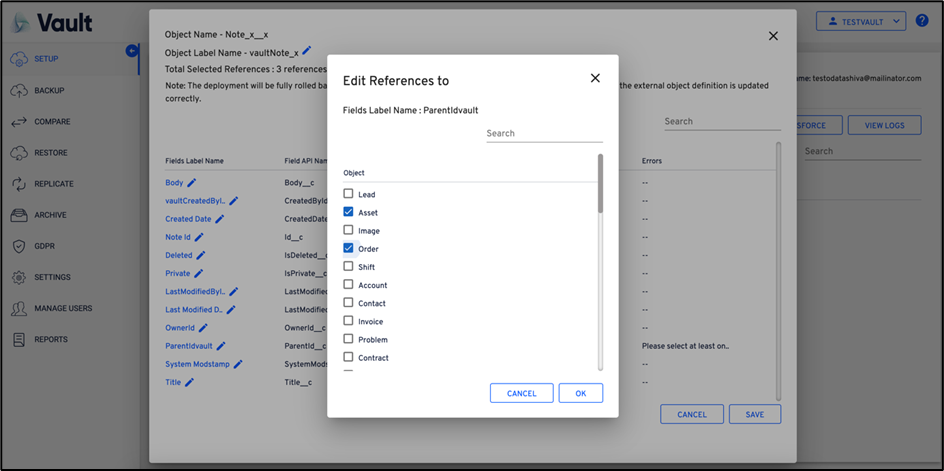 Vault
TESTVAULT
SETUP
BACKUP
COMPARE
RESTORE
REPLICATE
ARCHIVE
GDPR
SETTINGS
MANAGE USERS
REPORTS
Object Name - Note_x__x
Object Label Name - vaultNote_x
Total Selected References : 3 references
Note: The deployment will be fully rolled ba
the external object definition is updated
correctly.
ame: testodatashiva@mailinator.com
SFORCE
VIEW LOGS
Search
Search
Fields Label Name
Field API Nam
Errors
Body
Body__c
--
vaultCreatedByI..
CreatedById
--
Created Date
CreatedDate
--
Note Id
Id__c
--
Deleted
IsDeleted__c
--
Private
IsPrivate__c
--
LastModifiedByI..
LastModified
--
Last Modified D..
LastModified
--
OwnerId
OwnerId__c
--
ParentIdvault
ParentId__c
Please select at least on..
System Modstamp
SystemMods
--
Title
Title__c
--
CANCEL
SAVE
Edit References to
Fields Label Name : ParentIdvault
Search
Object
Lead
Asset
Image
Order
Shift
Account
Contact
Invoice
Problem
Contract
CANCEL
OK